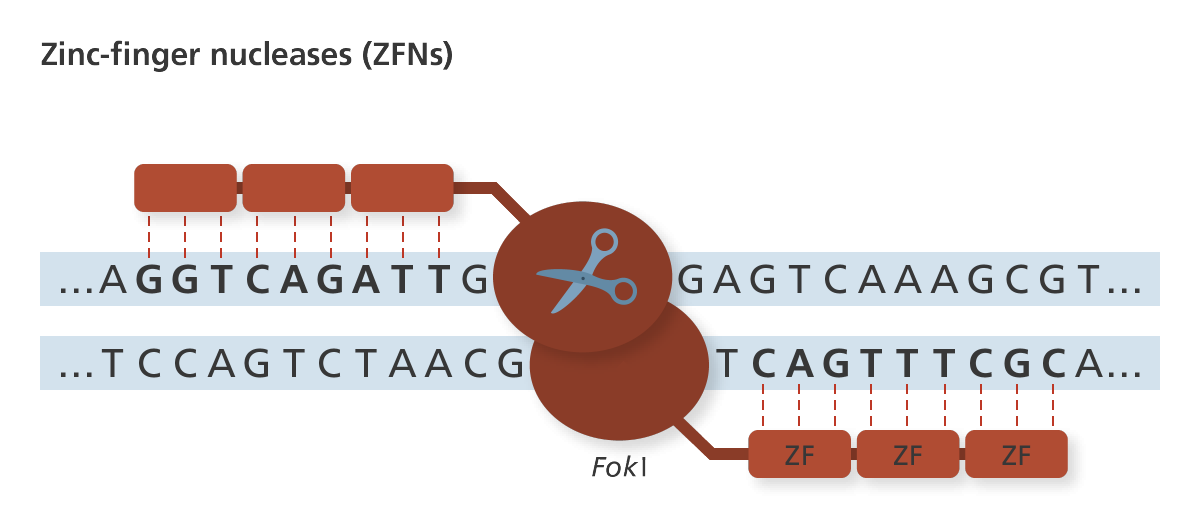 Zinc-finger nucleases (ZFNs)
...AGGTCAGATTG GAGTCAAAGCGT...
...TCCAGTCTAACG TCAGTTTCGCA...
ZF ZF ZF
FokI